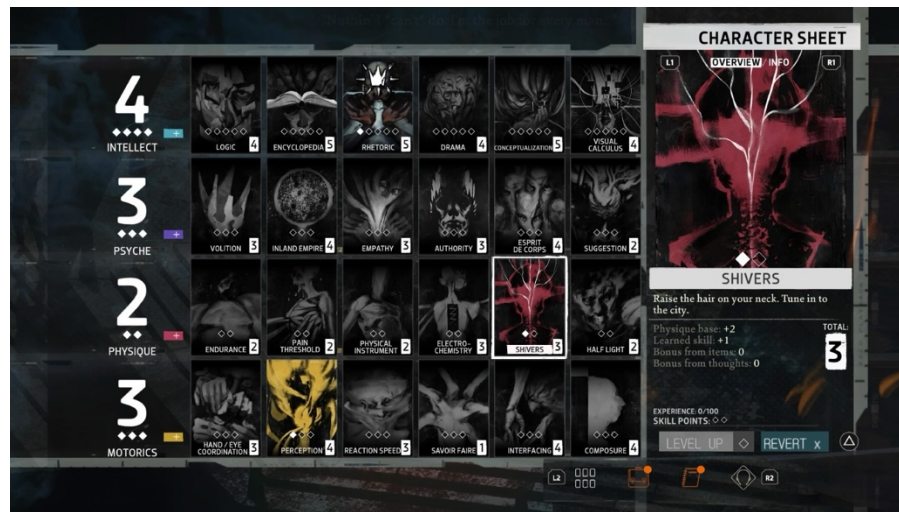 CHARACTER SHEET
L1 OVERVIEW / INFO R1
4
INTELLECT
LOGIC 4
ENCYCLOPEDIA 5
RHETORIC 5
DRAMA 4
CONCEPTUALIZATION 5
VISUAL
CALCULUS 4
3
PSYCHE
VOLITION 3
INLAND EMPIRE 4
EMPATHY 3
AUTHORITY 3
ESPRIT
DE CORPS 4
SUGGESTION 2
2
PHYSIQUE
ENDURANCE 2
PAIN
THRESHOLD 2
PHYSICAL
INSTRUMENT 2
ELECTRO-
CHEMISTRY 3
SHIVERS 3
HALF LIGHT 2
3
MOTORICS
HAND / EYE
COORDINATION 3
PERCEPTION 4
REACTION SPEED 3
SAVOIR FAIRE 1
INTERFACING 4
COMPOSURE 4
SHIVERS
Raise the hair on your neck. Tune in to
the city.
Physique base: +2
Learned skill: +1
Bonus from items: 0
Bonus from thoughts: 0
TOTAL:
3
EXPERIENCE: 0/100
SKILL POINTS:
LEVEL UP
REVERT x
L2
R2